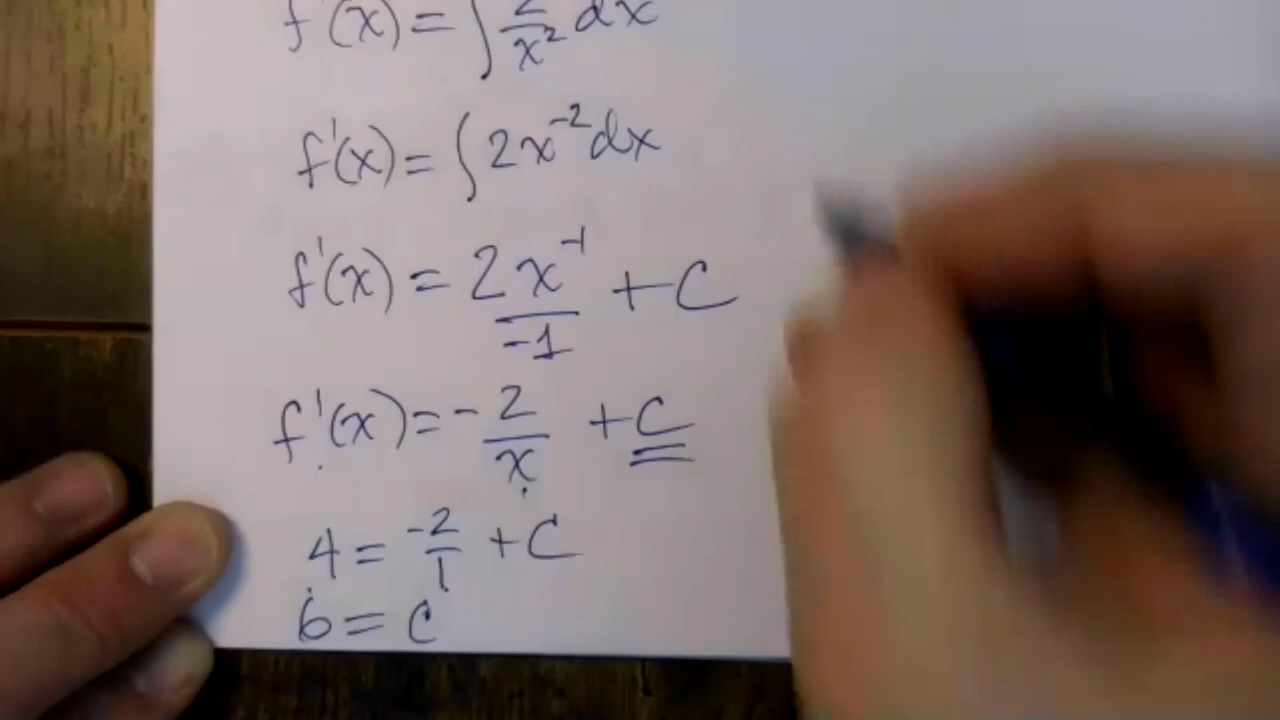 f'(x) = ∫ 2/x² dx
f'(x) = ∫ 2x⁻² dx
f'(x) = 2x⁻¹/-1 + C
f'(x) = -2/x + C
4 = -2/1 + C
6 = C